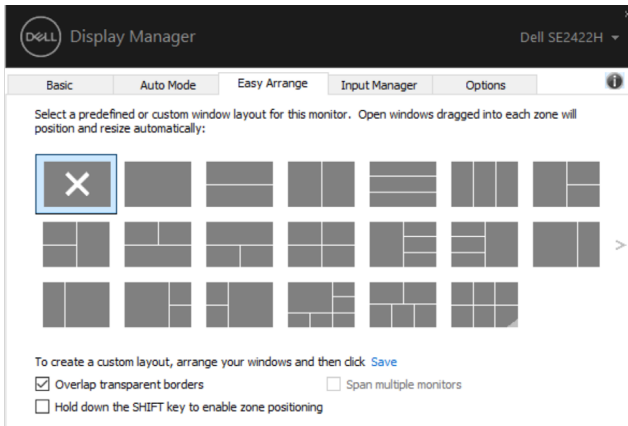 DELL Display Manager Dell SE2422H
Basic Auto Mode Easy Arrange Input Manager Options
Select a predefined or custom window layout for this monitor. Open windows dragged into each zone will
position and resize automatically:
To create a custom layout, arrange your windows and then click Save
Overlap transparent borders Span multiple monitors
Hold down the SHIFT key to enable zone positioning